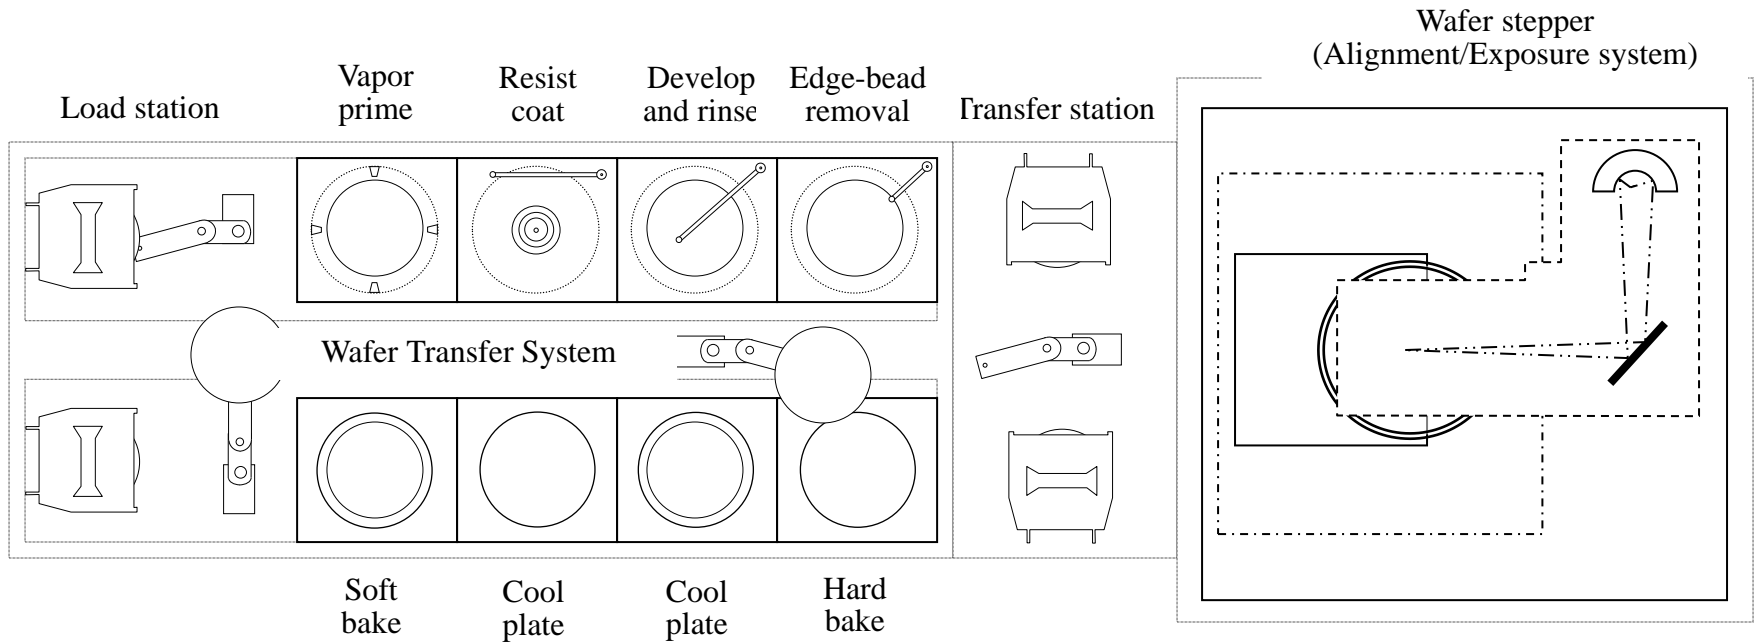 Wafer stepper
(Alignment/Exposure system)
Load station
Vapor
prime
Resist
coat
Develop
and rinse
Edge-bead
removal
Transfer station
Wafer Transfer System
Soft
bake
Cool
plate
Cool
plate
Hard
bake